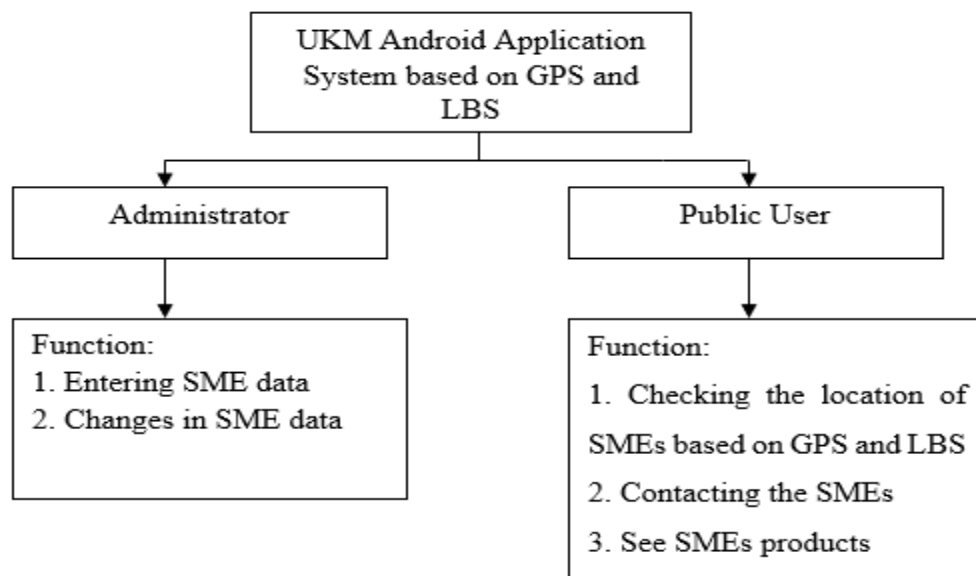 UKM Android Application
System based on GPS and
LBS
Administrator
Public User
Function:
1. Entering SME data
2. Changes in SME data
Function:
1. Checking the location of
SMEs based on GPS and LBS
2. Contacting the SMEs
3. See SMEs products